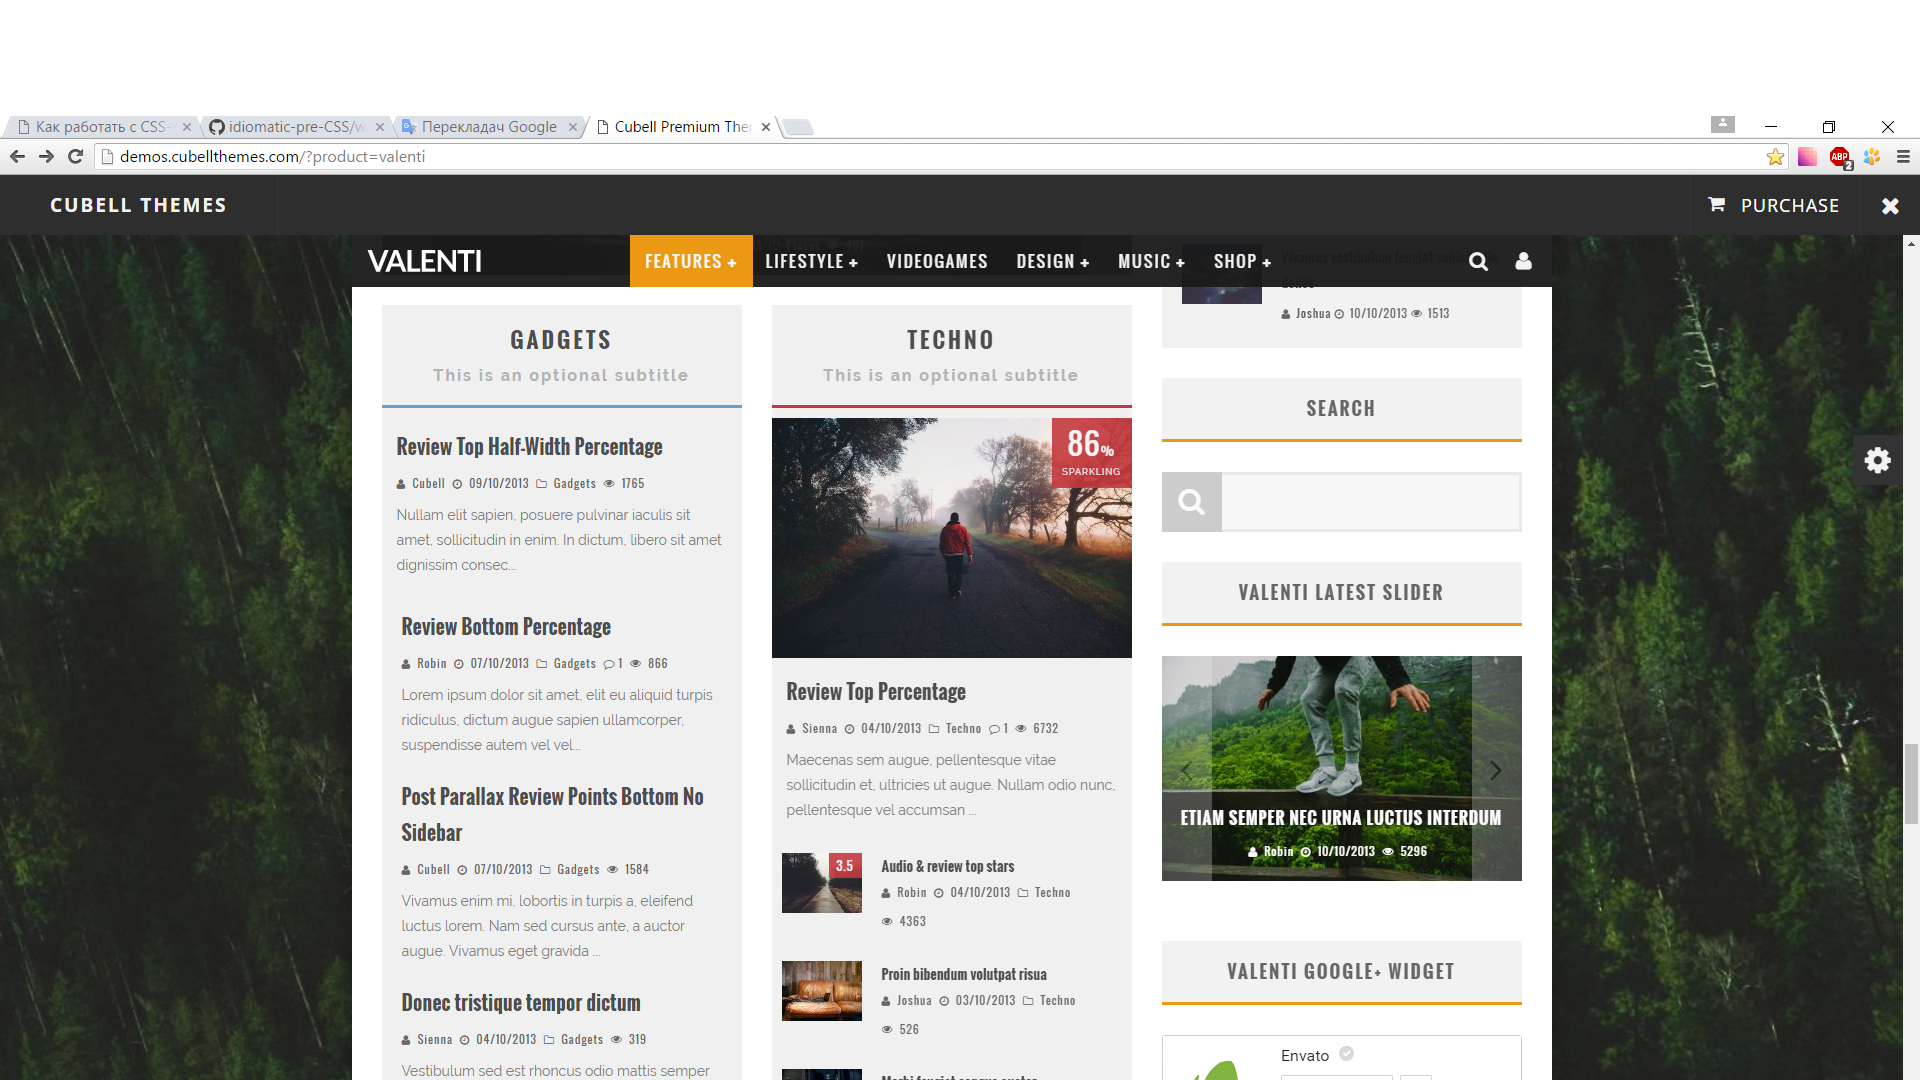 Как работать с CSS-
idiomatic-pre-CSS/w
Перекладач Google
Cubell Premium The
demos.cubellthemes.com/?product=valenti
ABP
2
CUBELL THEMES
PURCHASE
VALENTI
FEATURES +
LIFESTYLE +
VIDEOGAMES
DESIGN +
MUSIC +
SHOP +
GADGETS
This is an optional subtitle
Review Top Half-Width Percentage
Cubell 09/10/2013 Gadgets 1765
Nullam elit sapien, posuere pulvinar iaculis sit
amet, sollicitudin in enim. In dictum, libero sit amet
dignissim consec...
Review Bottom Percentage
Robin 07/10/2013 Gadgets 1 866
Lorem ipsum dolor sit amet, elit eu aliquid turpis
ridiculus, dictum augue sapien ullamcorper,
suspendisse autem vel vel...
Post Parallax Review Points Bottom No
Sidebar
Cubell 07/10/2013 Gadgets 1584
Vivamus enim mi, lobortis in turpis a, eleifend
luctus lorem. Nam sed cursus ante, a auctor
augue. Vivamus eget gravida ...
Donec tristique tempor dictum
Sienna 04/10/2013 Gadgets 319
Vestibulum sed est rhoncus odio mattis semper
TECHNO
This is an optional subtitle
86%
SPARKLING
Review Top Percentage
Sienna 04/10/2013 Techno 1 6732
Maecenas sem augue, pellentesque vitae
sollicitudin et, ultricies ut augue. Nullam odio nunc,
pellentesque vel accumsan ...
3.5
Audio & review top stars
Robin 04/10/2013 Techno
4363
Proin bibendum volutpat risua
Joshua 03/10/2013 Techno
526
Joshua 10/10/2013 1513
SEARCH
VALENTI LATEST SLIDER
ETIAM SEMPER NEC URNA LUCTUS INTERDUM
Robin 10/10/2013 5296
VALENTI GOOGLE+ WIDGET
Envato